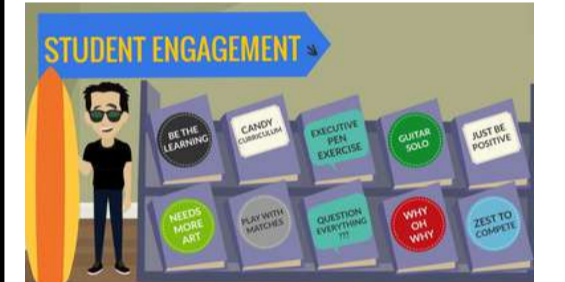 STUDENT ENGAGEMENT
BE THE
LEARNING
CANDY
CURRICULUM
EXECUTIVE
PEN
EXERCISE
GUITAR
SOLO
JUST BE
POSITIVE
NEEDS
MORE
ART
PLAY WITH
MATCHES
QUESTION
EVERYTHING
???
WHY
OH
WHY
ZEST TO
COMPETE